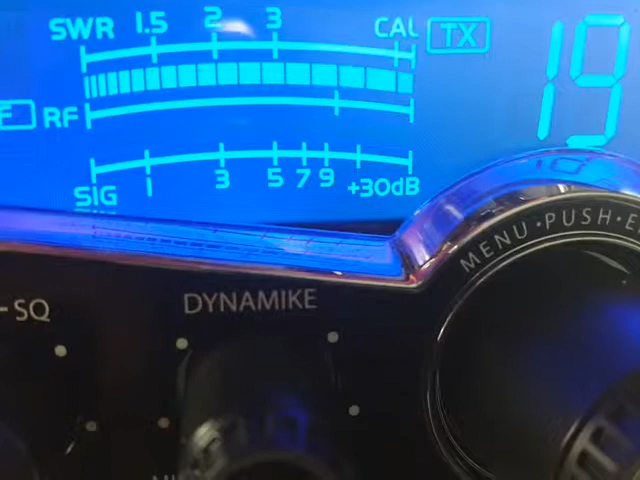 SWR 1.5 2 3 CAL TX 19
F RF
SIG 1 3 5 7 9 +30dB
MENU·PUSH·E
-SQ DYNAMIKE